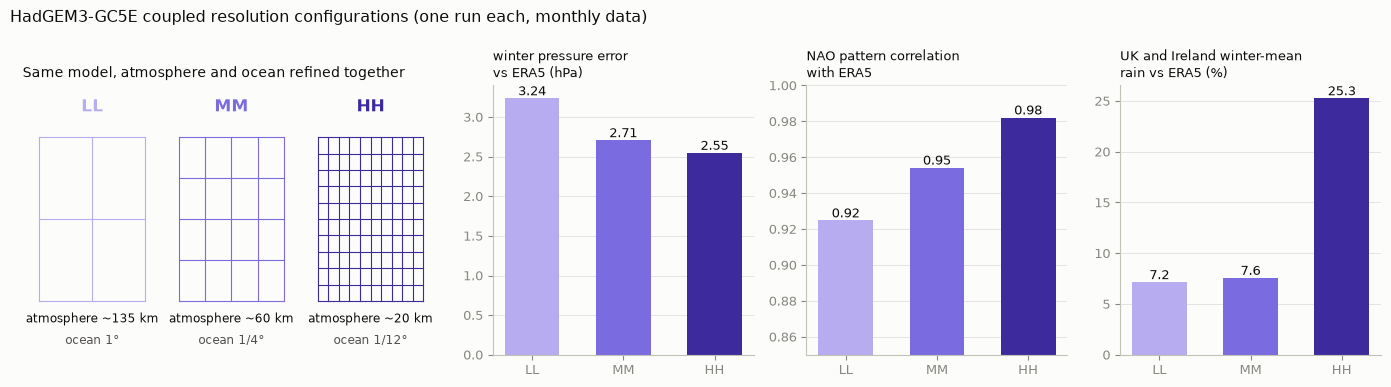 HadGEM3-GC5E coupled resolution configurations (one run each, monthly data)
Same model, atmosphere and ocean refined together
LL
MM
HH
atmosphere ~135 km
atmosphere ~60 km
atmosphere ~20 km
ocean 1°
ocean 1/4°
ocean 1/12°
winter pressure error
vs ERA5 (hPa)
3.24
2.71
2.55
3.0
2.5
2.0
1.5
1.0
0.5
0.0
LL
MM
HH
NAO pattern correlation
with ERA5
1.00
0.98
0.96
0.94
0.92
0.90
0.88
0.86
0.92
0.95
0.98
LL
MM
HH
UK and Ireland winter-mean
rain vs ERA5 (%)
25
20
15
10
5
0
7.2
7.6
25.3
LL
MM
HH